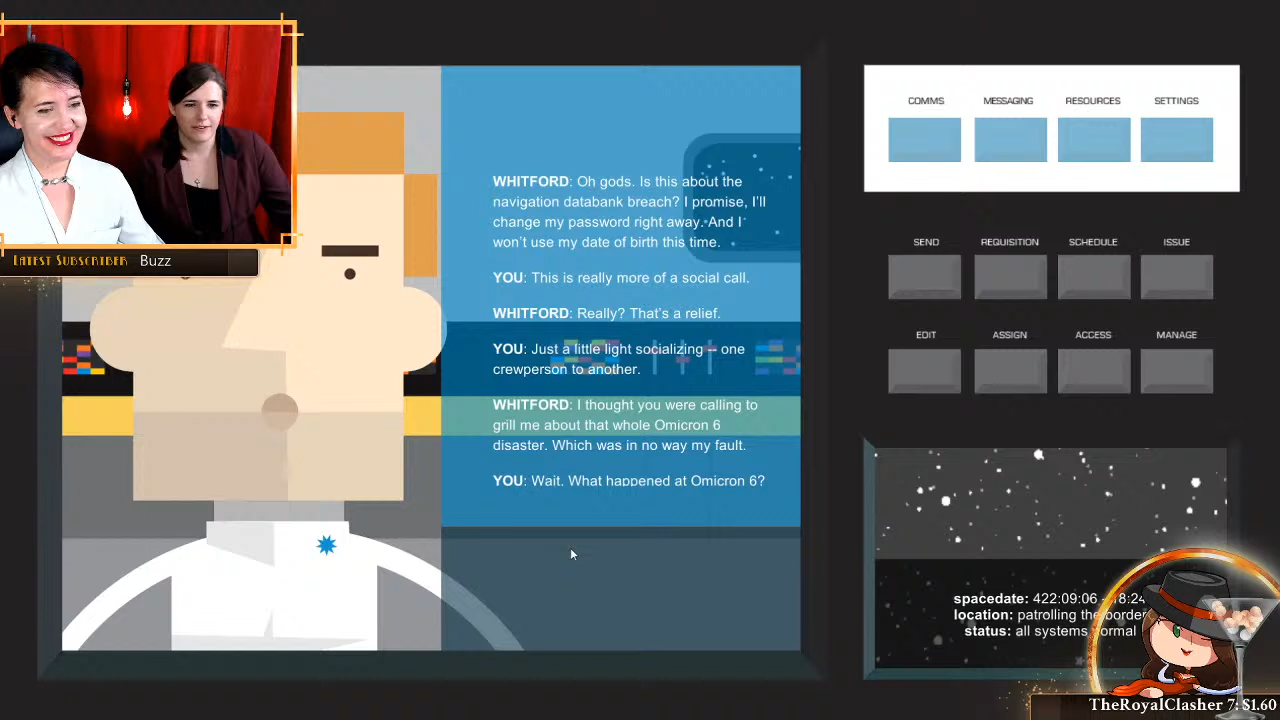 LATEST SUBSCRIBER Buzz
WHITFORD: Oh gods. Is this about the
navigation databank breach? I promise, I'll
change my password right away. And I
won't use my date of birth this time.
YOU: This is really more of a social call.
WHITFORD: Really? That's a relief.
YOU: Just a little light socializing – one
crewperson to another.
WHITFORD: I thought you were calling to
grill me about that whole Omicron 6
disaster. Which was in no way my fault.
YOU: Wait. What happened at Omicron 6?
COMMS MESSAGING RESOURCES SETTINGS
SEND REQUISITION SCHEDULE ISSUE
EDIT ASSIGN ACCESS MANAGE
spacedate: 422:09:06 - 18:24
location: patrolling the border
status: all systems normal
TheRoyalClasher 7: $1.60